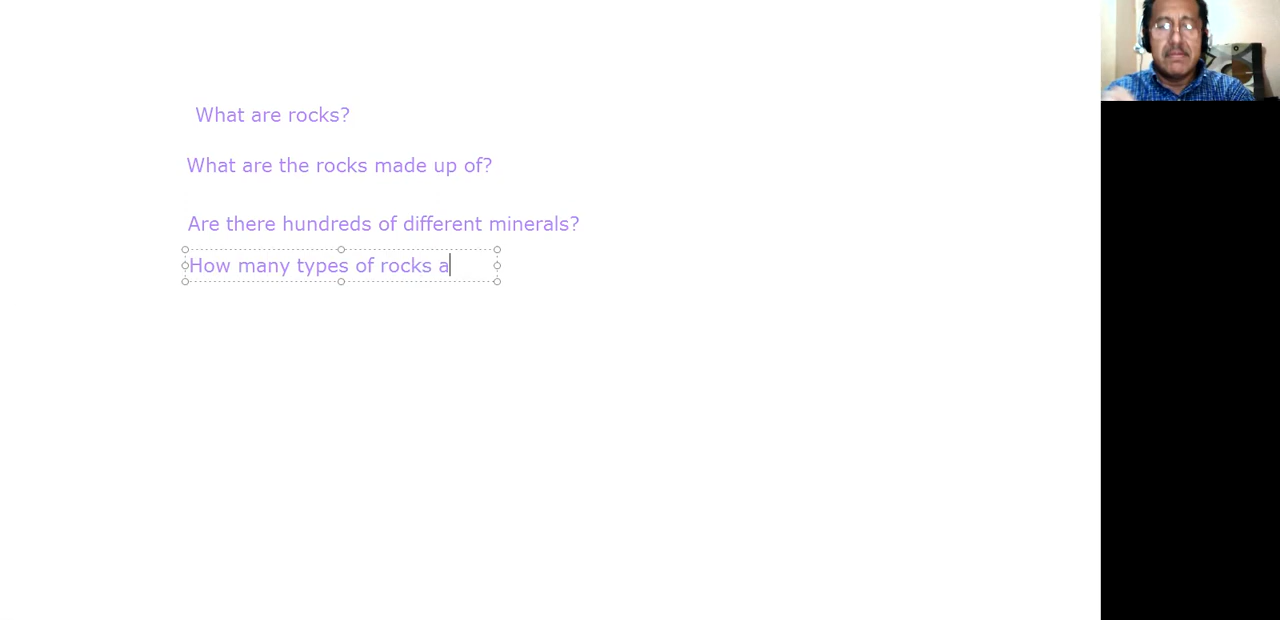 What are rocks?
What are the rocks made up of?
Are there hundreds of different minerals?
How many types of rocks a